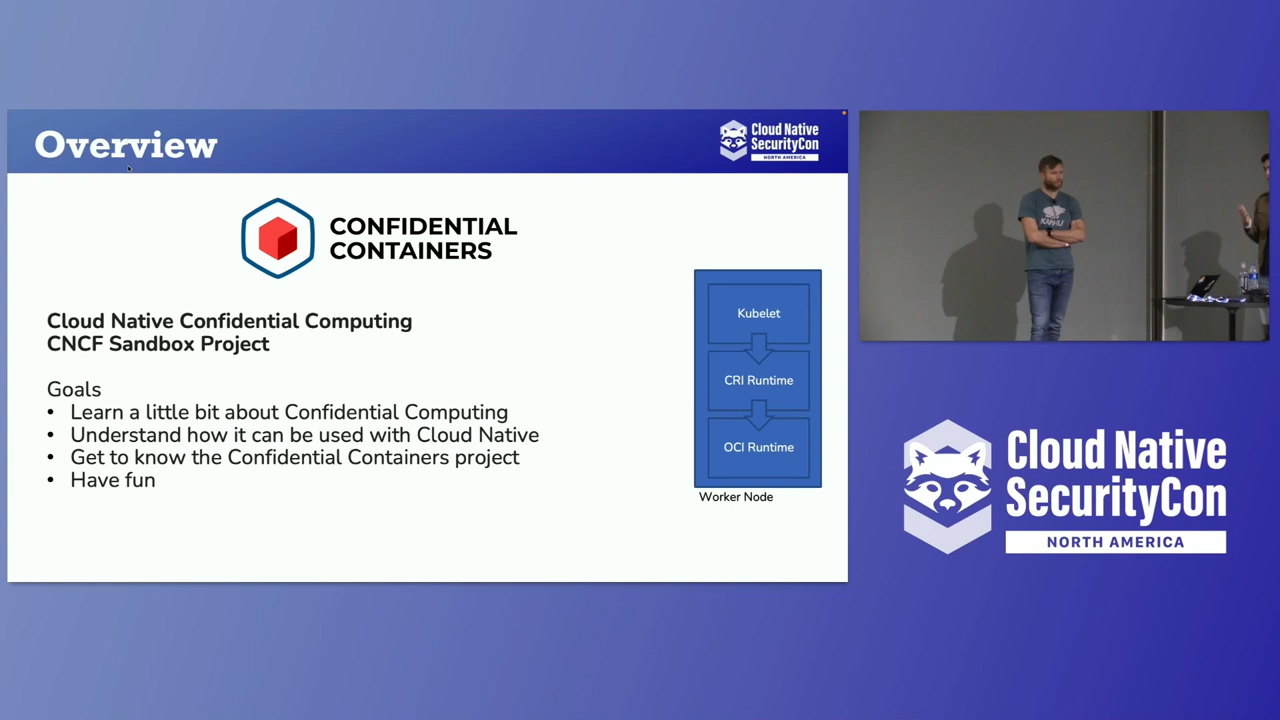 Overview
Cloud Native
SecurityCon
NORTH AMERICA
CONFIDENTIAL
CONTAINERS
Cloud Native Confidential Computing
CNCF Sandbox Project
Goals
• Learn a little bit about Confidential Computing
• Understand how it can be used with Cloud Native
• Get to know the Confidential Containers project
• Have fun
Kubelet
CRI Runtime
OCI Runtime
Worker Node
KARHU
Cloud Native
SecurityCon
NORTH AMERICA